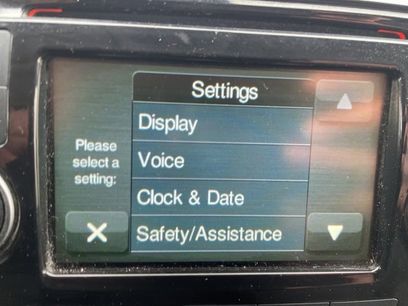 Settings
Please
select a
setting:
Display
Voice
Clock & Date
Safety/Assistance